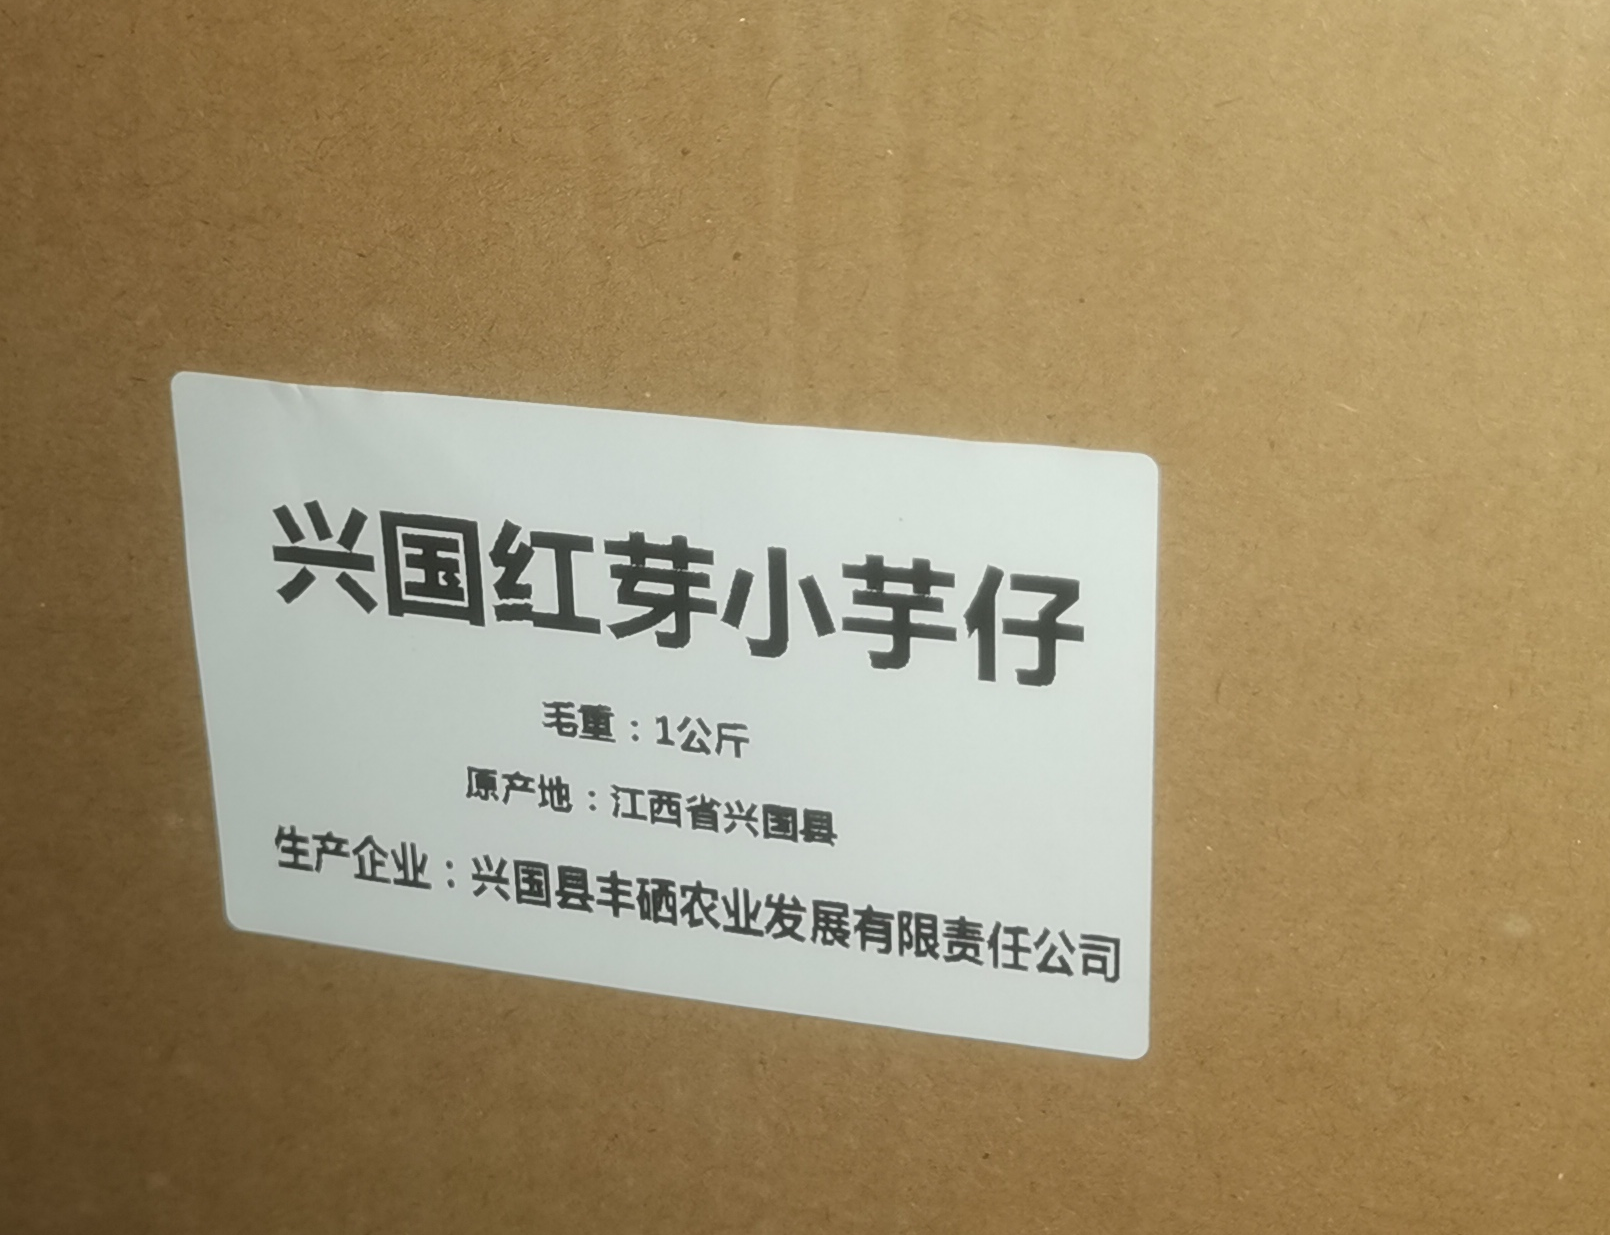 兴国红芽小芋仔
毛重：1公斤
原产地：江西省兴国县
生产企业：兴国县丰硒农业发展有限责任公司